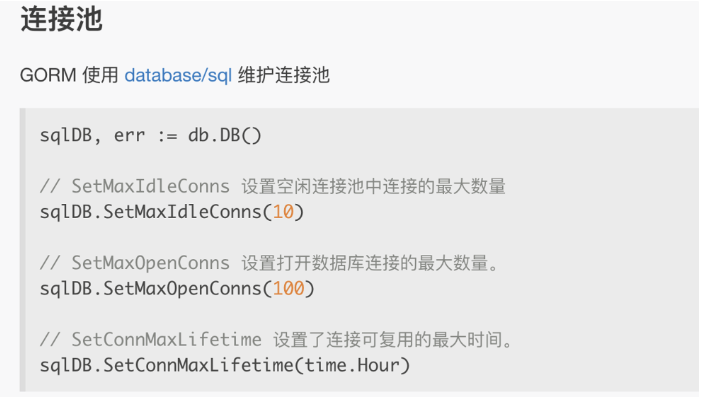 连接池
GORM 使用 database/sql 维护连接池
sqlDB, err := db.DB()
// SetMaxIdleConns 设置空闲连接池中连接的最大数量
sqlDB.SetMaxIdleConns(10)
// SetMaxOpenConns 设置打开数据库连接的最大数量。
sqlDB.SetMaxOpenConns(100)
// SetConnMaxLifetime 设置了连接可复用的最大时间。
sqlDB.SetConnMaxLifetime(time.Hour)